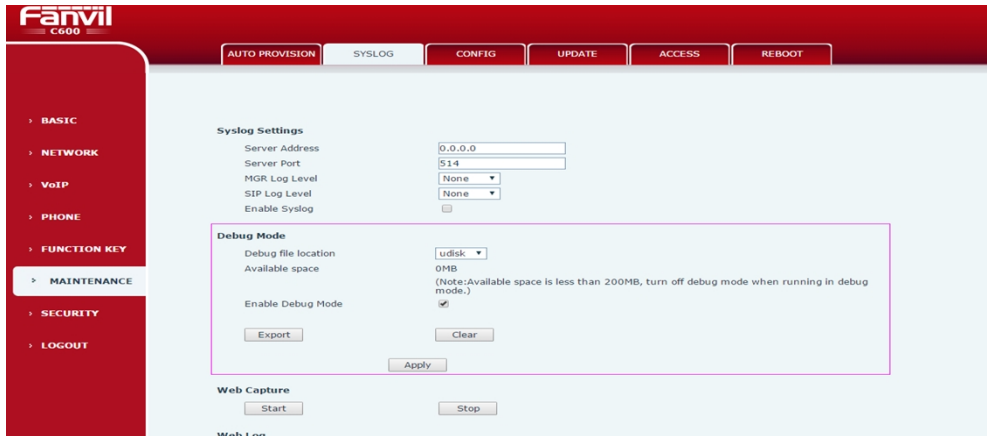 Fanvil
C600
AUTO PROVISION
SYSLOG
CONFIG
UPDATE
ACCESS
REBOOT
› BASIC
› NETWORK
› VoIP
› PHONE
› FUNCTION KEY
› MAINTENANCE
› SECURITY
› LOGOUT
Syslog Settings
Server Address 0.0.0.0
Server Port 514
MGR Log Level None
SIP Log Level None
Enable Syslog
Debug Mode
Debug file location udisk
Available space 0MB
(Note:Available space is less than 200MB, turn off debug mode when running in debug
mode.)
Enable Debug Mode
Export Clear
Apply
Web Capture
Start Stop
Web Log